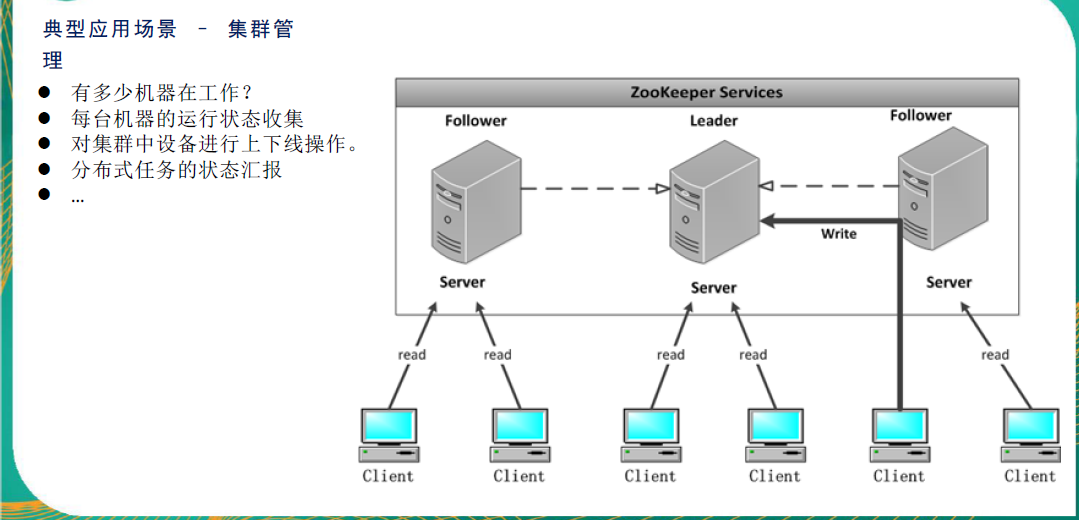 典型应用场景 – 集群管
理
● 有多少机器在工作？
● 每台机器的运行状态收集
● 对集群中设备进行上下线操作。
● 分布式任务的状态汇报
● …
ZooKeeper Services
Follower
Leader
Follower
Write
Server
Server
Server
read
read
read
read
read
Client
Client
Client
Client
Client
Client